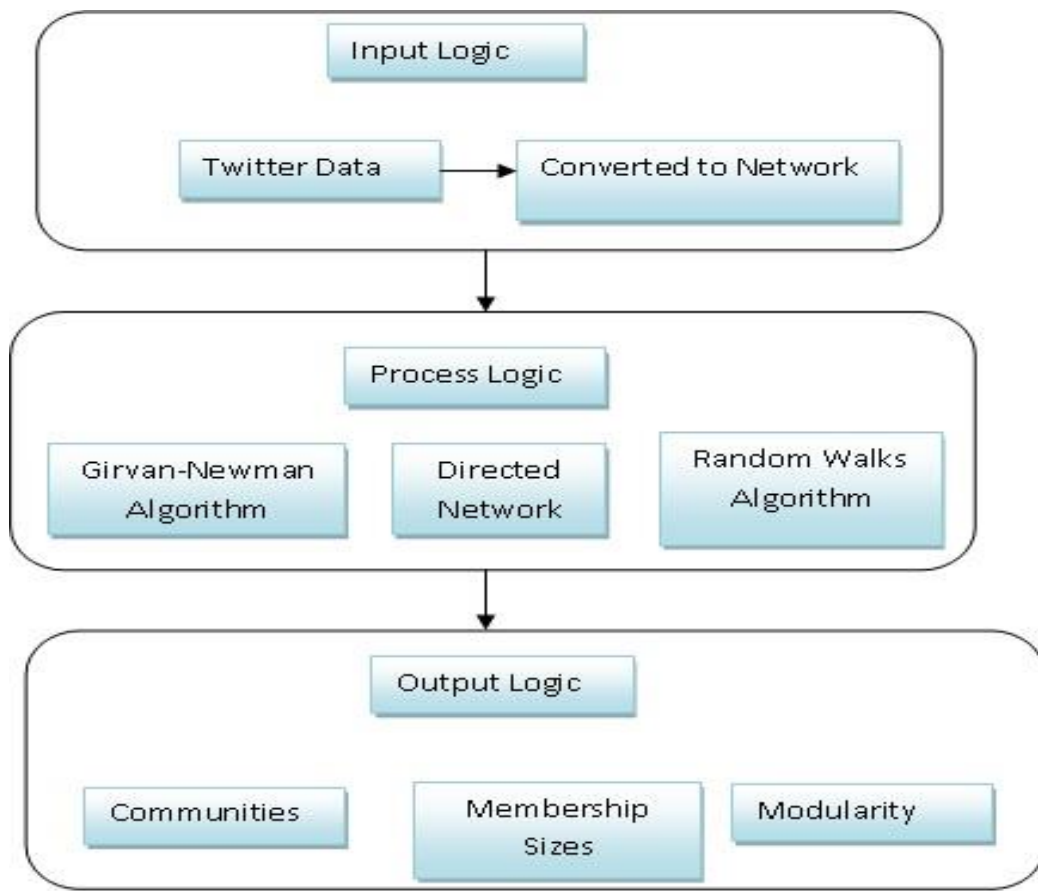 Input Logic
Twitter Data
Converted to Network
Process Logic
Girvan-Newman
Algorithm
Directed
Network
Random Walks
Algorithm
Output Logic
Communities
Membership
Sizes
Modularity